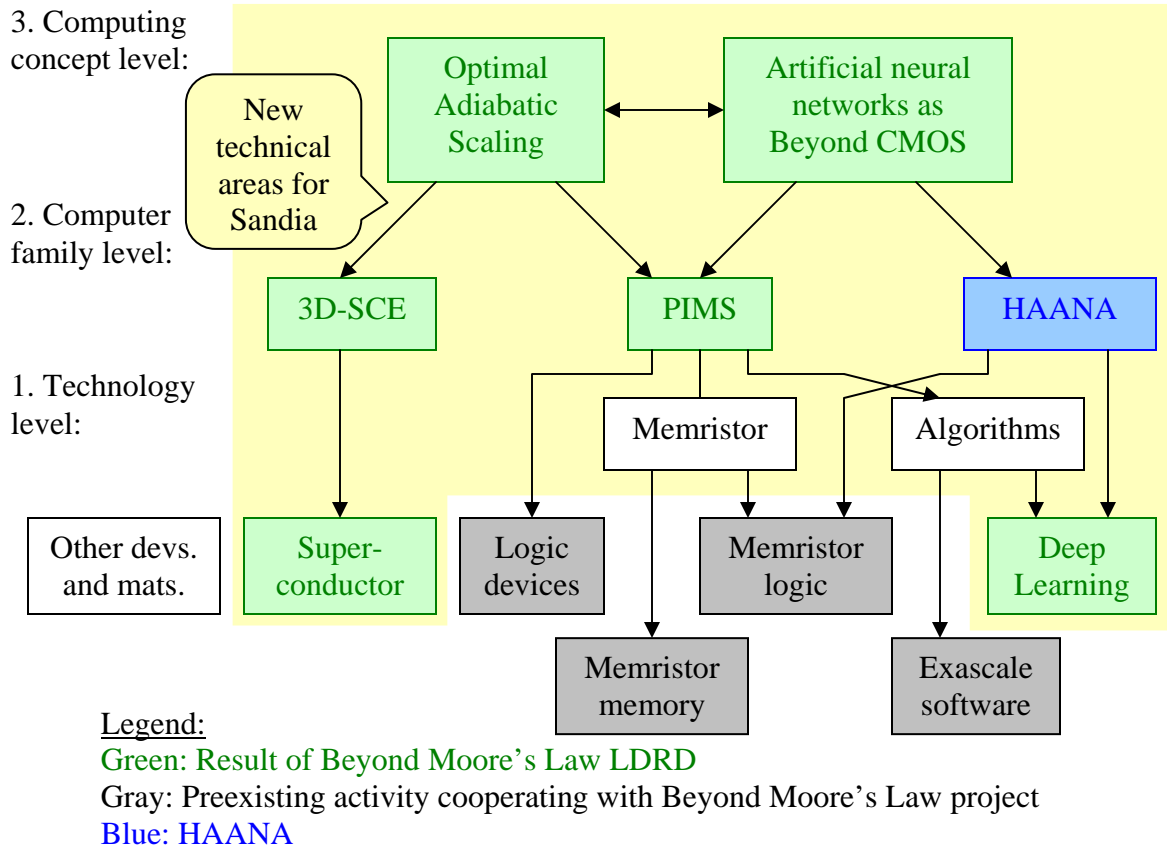 3. Computing
concept level:
Optimal
Adiabatic
Scaling
Artificial neural
networks as
Beyond CMOS
New
technical
areas for
Sandia
2. Computer
family level:
3D-SCE
PIMS
HAANA
1. Technology
level:
Memristor
Algorithms
Other devs.
and mats.
Super-
conductor
Logic
devices
Memristor
logic
Deep
Learning
Memristor
memory
Exascale
software
Legend:
Green: Result of Beyond Moore’s Law LDRD
Gray: Preexisting activity cooperating with Beyond Moore’s Law project
Blue: HAANA